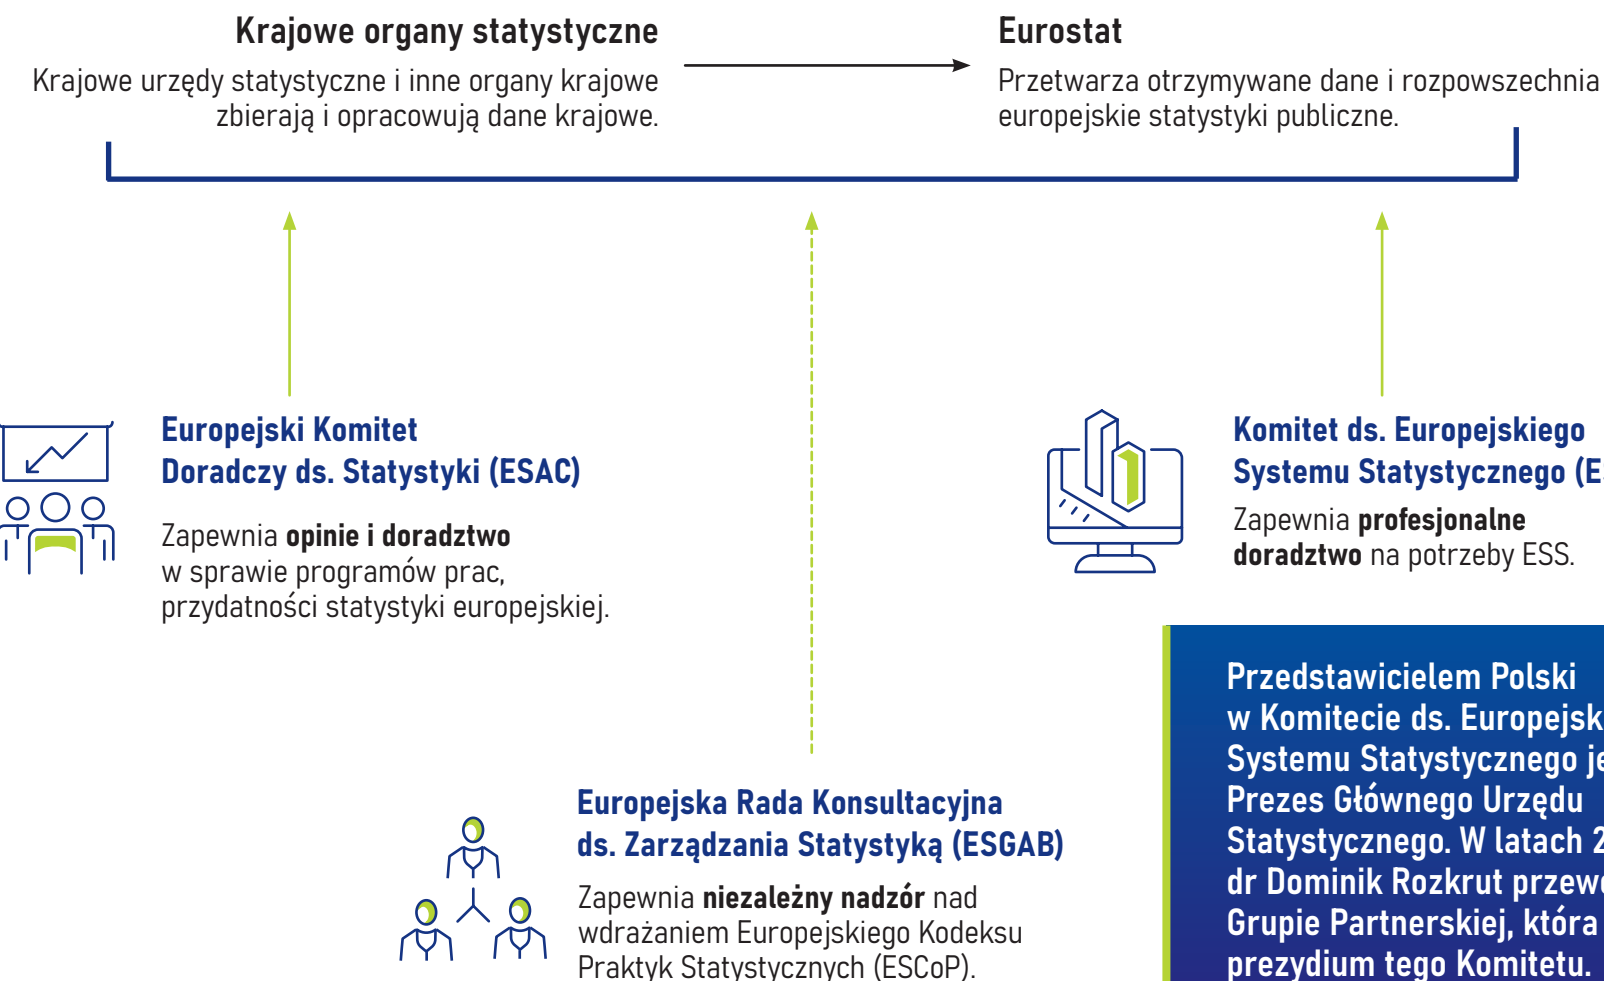 Krajowe organy statystyczne
Krajowe urzędy statystyczne i inne organy krajowe
zbierają i opracowują dane krajowe.
Eurostat
Przetwarza otrzymywane dane i rozpowszechnia
europejskie statystyki publiczne.
Europejski Komitet
Doradczy ds. Statystyki (ESAC)
Zapewnia opinie i doradztwo
w sprawie programów prac,
przydatności statystyki europejskiej.
Komitet ds. Europejskiego
Systemu Statystycznego
Zapewnia profesjonalne
doradztwo na potrzeby ESS.
Europejska Rada Konsultacyjna
ds. Zarządzania Statystyką (ESGAB)
Zapewnia niezależny nadzór nad
wdrażaniem Europejskiego Kodeksu
Praktyk Statystycznych (ESCoP).
Przedstawicielem Polski
w Komitecie ds.
Systemu Statystycznego
Prezes Głównego Urzędu
Statystycznego. W latach
dr Dominik Rozkrut
Grupie Partnerskiej, która
prezydium tego Komitetu.